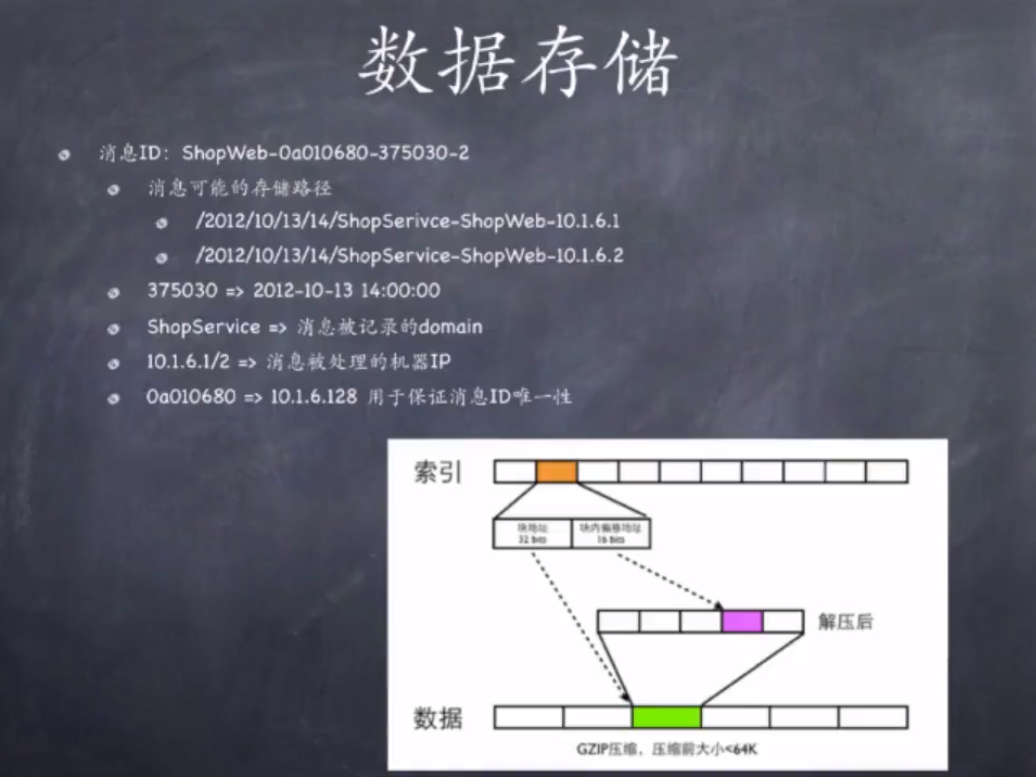 数据存储
消息ID：ShopWeb-0a010680-375030-2
消息可能的存储路径
/2012/10/13/14/ShopSerivce-ShopWeb-10.1.6.1
/2012/10/13/14/ShopService-ShopWeb-10.1.6.2
375030 => 2012-10-13 14:00:00
ShopService => 消息被记录的domain
10.1.6.1/2 => 消息被处理的机器IP
0a010680 => 10.1.6.128 用于保证消息ID唯一性
索引
块地址
32 bits
块内偏移地址
16 bits
解压后
数据
GZIP压缩，压缩前大小<64K